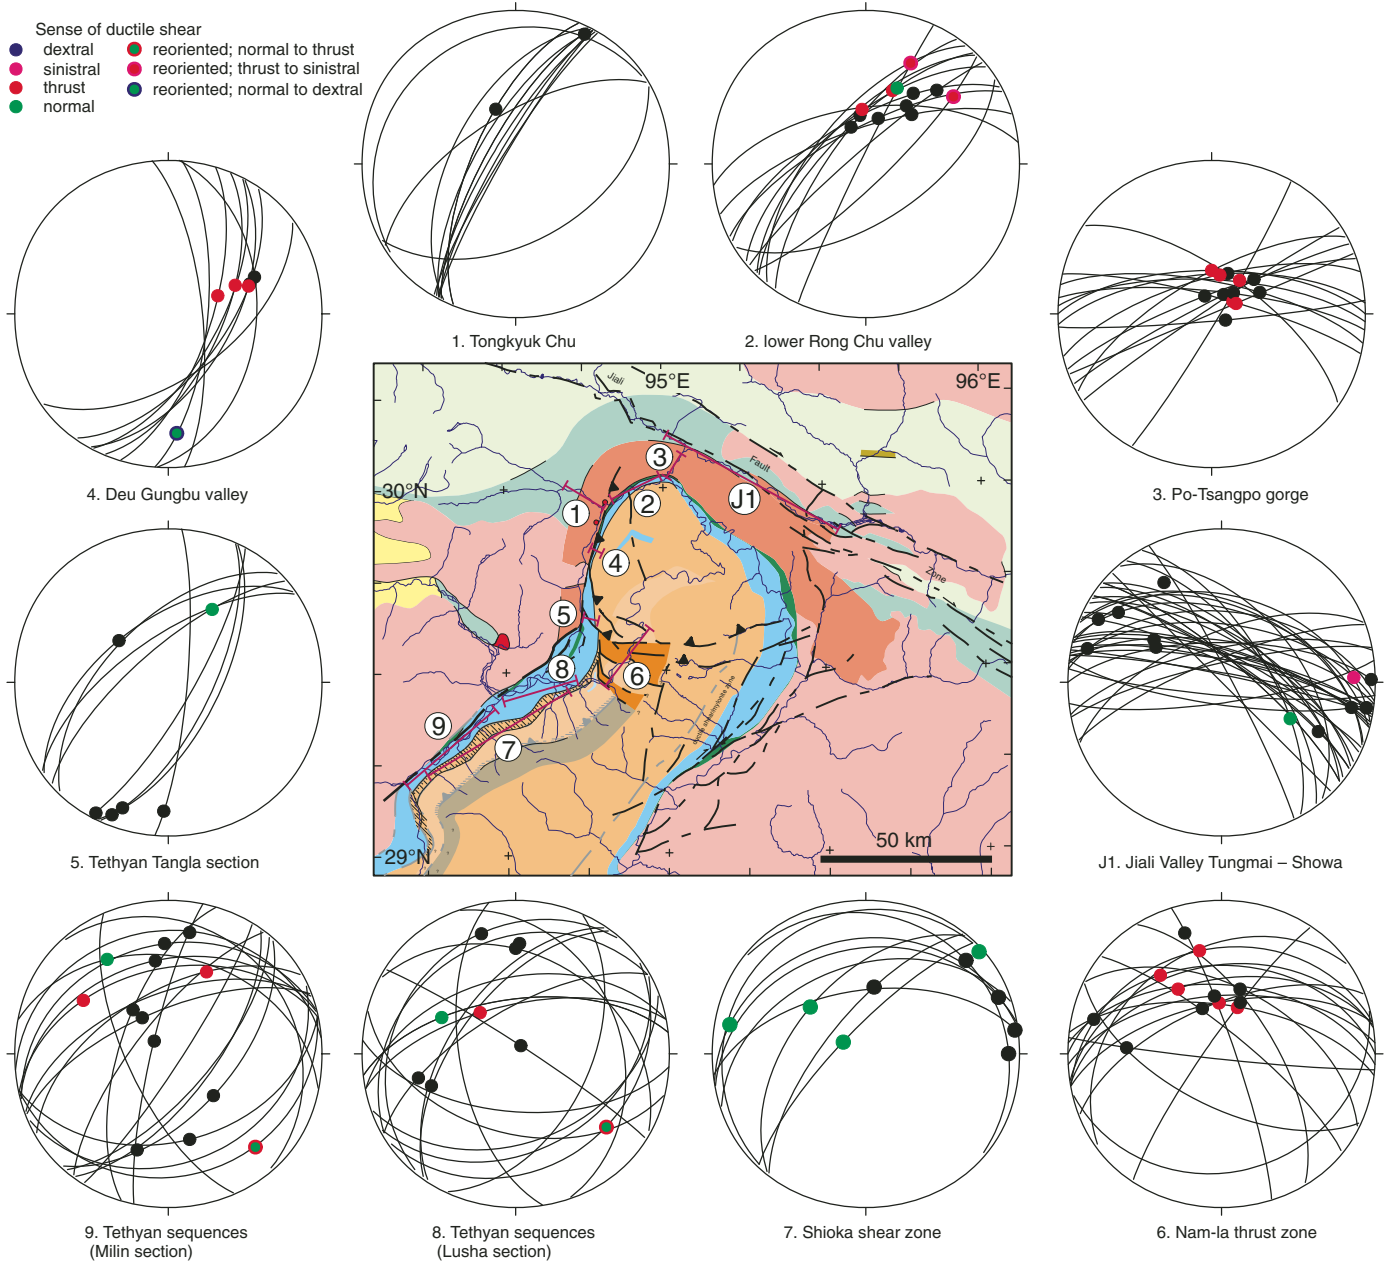 Sense of ductile shear
dextral
sinistral
thrust
normal
reoriented; normal to thrust
reoriented; thrust to sinistral
reoriented; normal to dextral
1. Tongkyuk Chu
2. lower Rong Chu valley
3. Po-Tsangpo gorge
4. Deu Gungbu valley
5. Tethyan Tangla section
J1. Jiali Valley Tungmai – Showa
9. Tethyan sequences
(Milin section)
8. Tethyan sequences
(Lusha section)
7. Shioka shear zone
6. Nam-la thrust zone
Jiali
95°E
96°E
Fault
Zone
30°N
29°N
50 km
1
2
3
J1
4
5
8
6
9
7